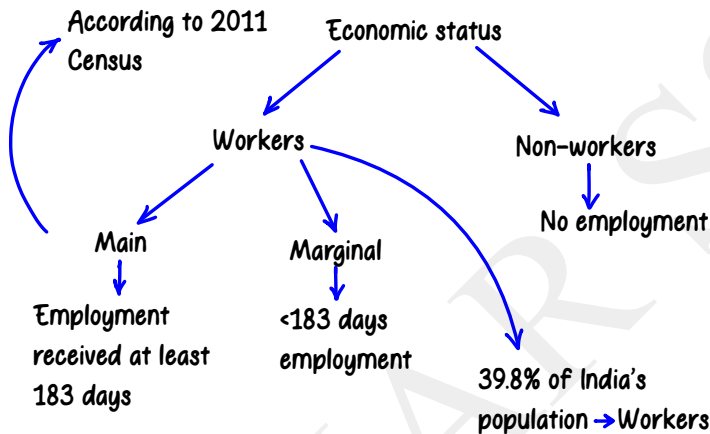 According to 2011
Census
Economic status
Workers
Non-workers
No employment
Main
Marginal
Employment
received at least
183 days
<183 days
employment
39.8% of India's
population → Workers